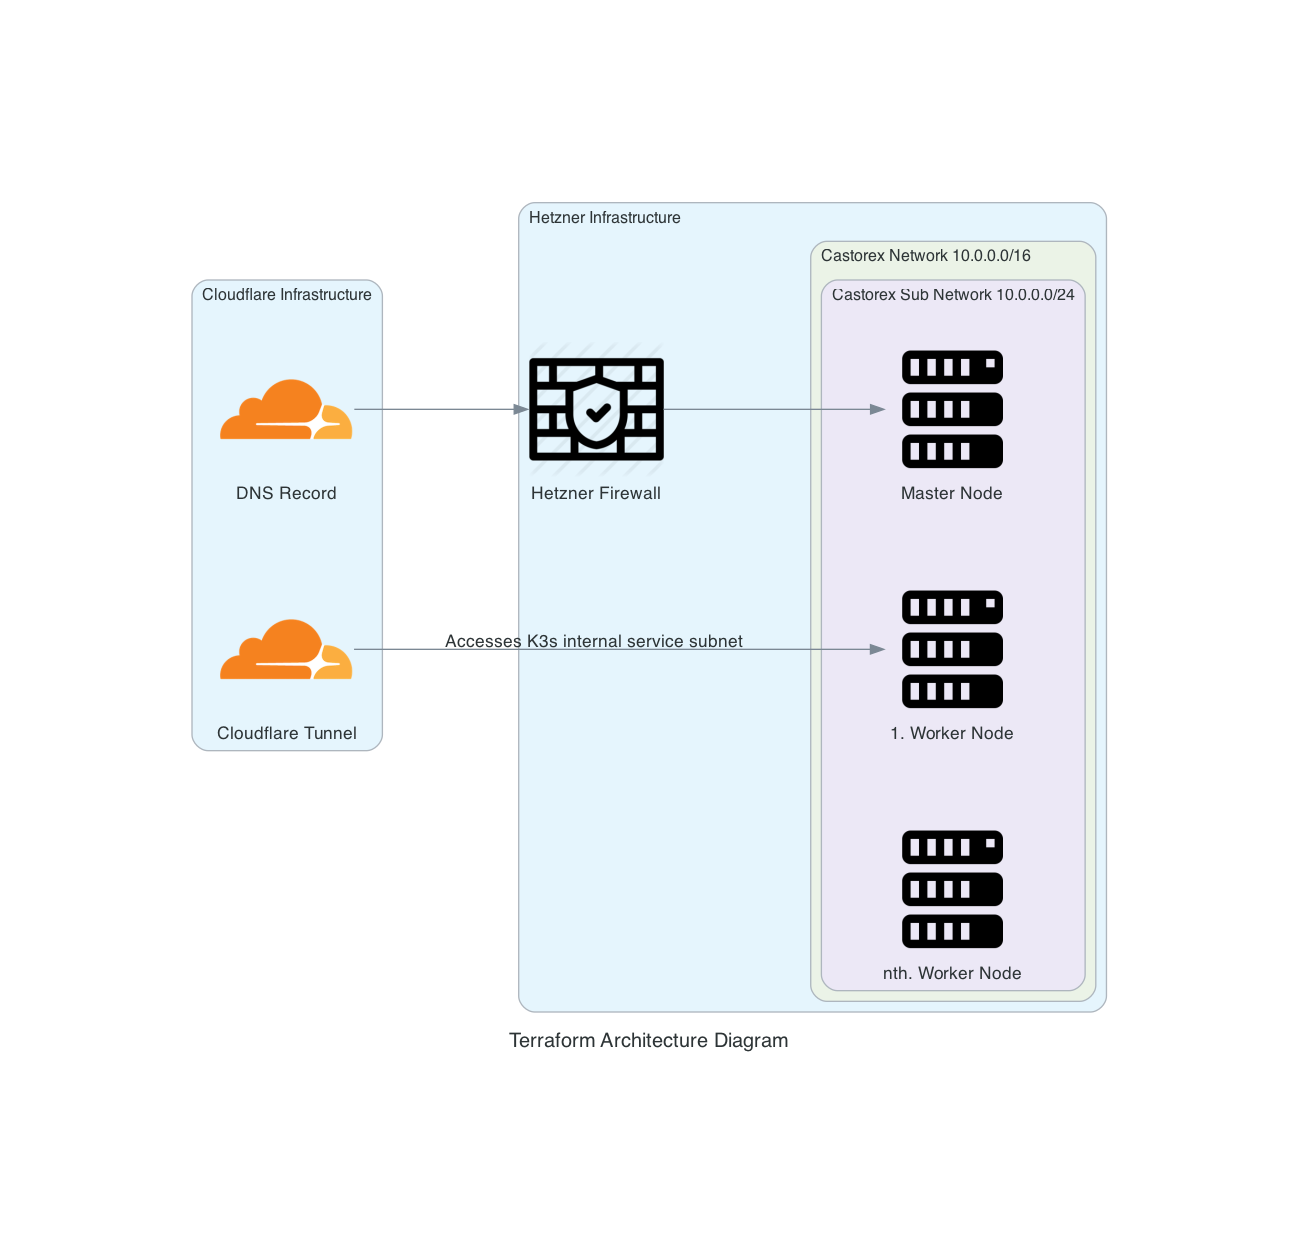 Hetzner Infrastructure
Castorex Network 10.0.0.0/16
Cloudflare Infrastructure
Castorex Sub Network 10.0.0.0/24
DNS Record
Hetzner Firewall
Master Node
Accesses K3s internal service subnet
Cloudflare Tunnel
1. Worker Node
nth. Worker Node
Terraform Architecture Diagram